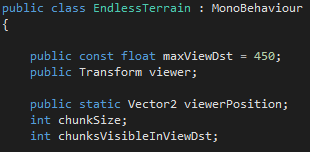 public class EndlessTerrain : MonoBehaviour
{
public const float maxViewDst = 450;
public Transform viewer;
public static Vector2 viewerPosition;
int chunkSize;
int chunksVisibleInViewDst;